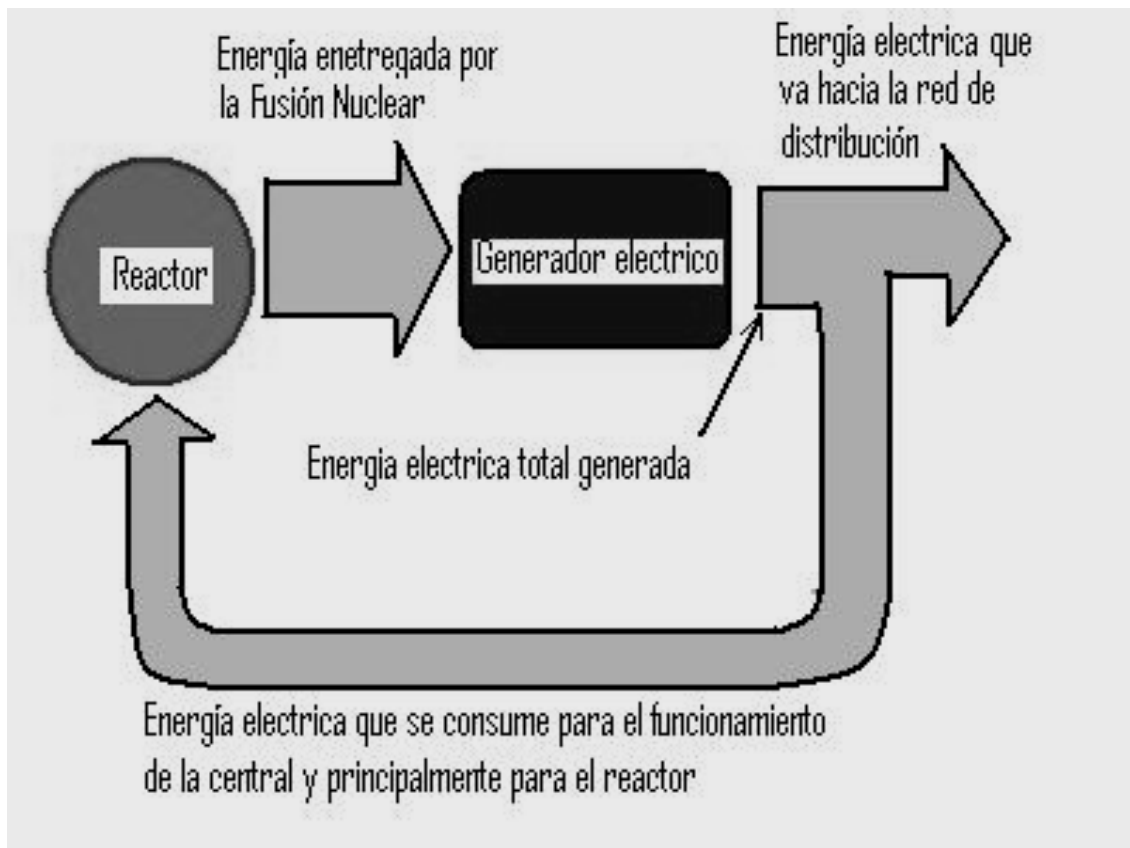 Energía enetregada por
la Fusión Nuclear
Energía electrica que
va hacia la red de
distribución
Reactor
Generador electrico
Energia electrica total generada
Energía electrica que se consume para el funcionamiento
de la central y principalmente para el reactor